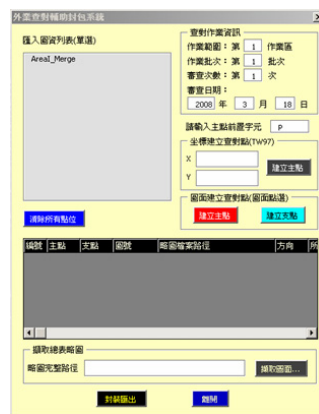 外業查對輔助封包系統
匯入圖資列表(單選)
Area1_Merge
清除所有點位
查對作業資訊
作業範圍：第 1 作業區
作業批次：第 1 批次
審查次數：第 1 次
審查日期：
2008 年 3 月 18 日
請輸入主點前置字元 P
坐標建立查對點(TW97)
X
Y
建立主點
圖面建立查對點(圖面點選)
建立主點 建立支點
編號 主點 支點 圖號 略圖檔案路徑 方向 所
擷取總表略圖
略圖完整路徑 擷取圖面...
封裝匯出 離開